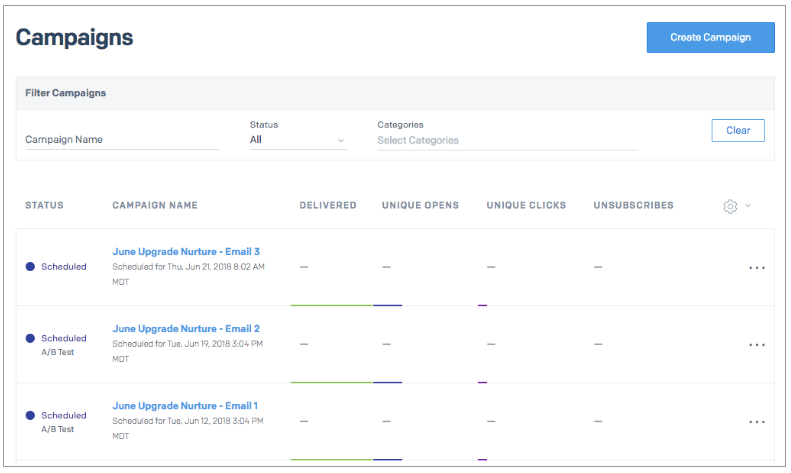 Campaigns
Create Campaign
Filter Campaigns
Campaign Name
Status
All
Categories
Select Categories
Clear
STATUS CAMPAIGN NAME DELIVERED UNIQUE OPENS UNIQUE CLICKS UNSUBSCRIBES
Scheduled
June Upgrade Nurture - Email 3
Scheduled for Thu, Jun 21, 2018 8:02 AM
MDT
— — — —
Scheduled
A/B Test
June Upgrade Nurture - Email 2
Scheduled for Tue, Jun 19, 2018 3:04 PM
MDT
— — — —
Scheduled
A/B Test
June Upgrade Nurture - Email 1
Scheduled for Tue, Jun 12, 2018 3:04 PM
MDT
— — — —